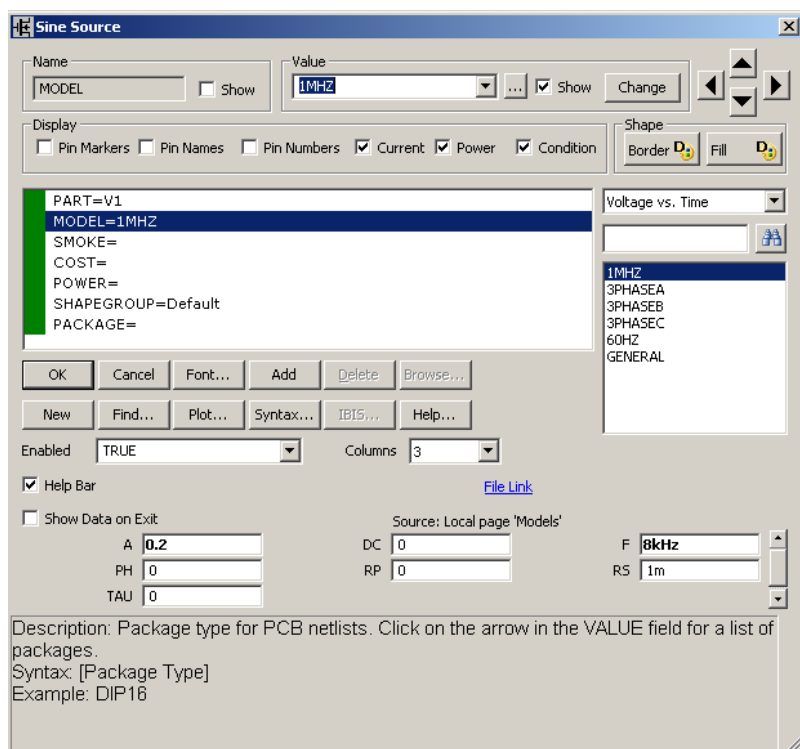 Sine Source
Name
Value
MODEL
Show
1MHZ
...
Show
Change
Display
Shape
Pin Markers
Pin Names
Pin Numbers
Current
Power
Condition
Border
Fill
PART=V1
MODEL=1MHZ
SMOKE=
COST=
POWER=
SHAPEGROUP=Default
PACKAGE=
Voltage vs. Time
1MHZ
3PHASEA
3PHASEB
3PHASEC
60HZ
GENERAL
OK
Cancel
Font...
Add
Delete
Browse...
New
Find...
Plot...
Syntax...
IBIS...
Help...
Enabled
TRUE
Columns
3
Help Bar
File Link
Show Data on Exit
Source: Local page 'Models'
A 0.2
DC 0
F 8kHz
PH 0
RP 0
RS 1m
TAU 0
Description: Package type for PCB netlists. Click on the arrow in the VALUE field for a list of
packages.
Syntax: [Package Type]
Example: DIP16